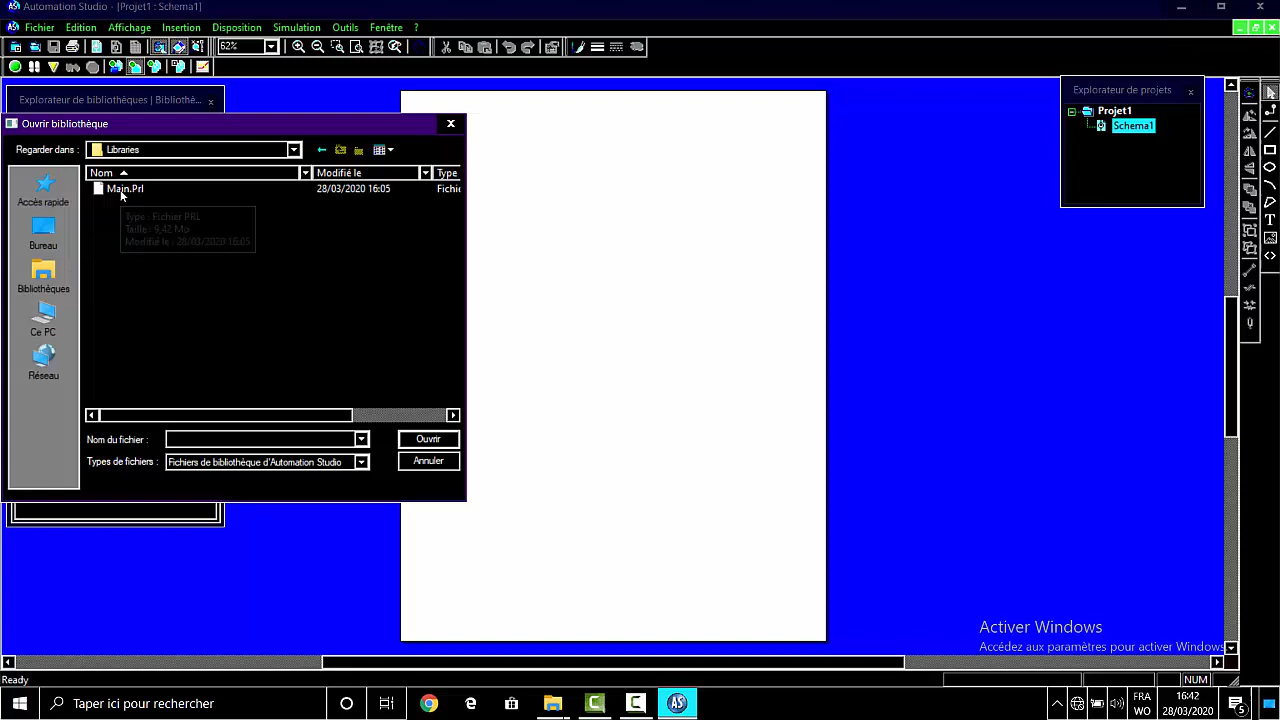 Automation Studio - [Projet1 : Schema1]
Fichier Edition Affichage Insertion Disposition Simulation Outils Fenêtre ?
62%
Explorateur de bibliothèques | Bibliothè... x
Explorateur de projets x
Projet1
Schema1
Ouvrir bibliothèque
Regarder dans : Libraries
Nom Modifié le Type
Main.Prl 28/03/2020 16:05 Fichie
Type : Fichier PRL
Taille : 9,42 Mo
Modifié le : 28/03/2020 16:05
Accès rapide
Bureau
Bibliothèques
Ce PC
Réseau
Nom du fichier : Ouvrir
Types de fichiers : Fichiers de bibliothèque d'Automation Studio Annuler
Activer Windows
Accédez aux paramètres pour activer Windows
Ready NUM
Taper ici pour rechercher
FRA
WO
16:42
28/03/2020
5